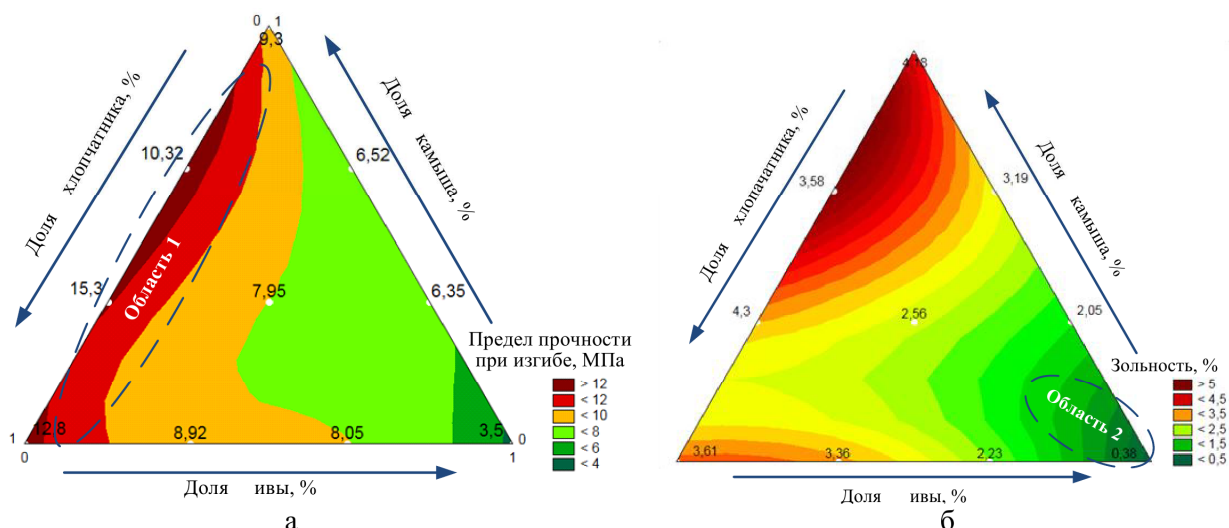 0 1
9,3
Доля хлопчатника, %
Доля камыша, %
10,32
6,52
15,3
Область 1
7,95
6,35
Предел прочности
при изгибе, МПа
> 12
< 12
< 10
< 8
< 6
< 4
12,8
8,92
8,05
3,5
1
0
0
1
Доля ивы, %
а
4,18
Доля хлопачатника, %
Доля камыша, %
3,58
3,19
4,3
2,56
2,05
Зольность, %
> 5
< 4,5
< 3,5
< 2,5
< 1,5
< 0,5
Область 2
3,61
3,36
2,23
0,38
Доля ивы, %
б